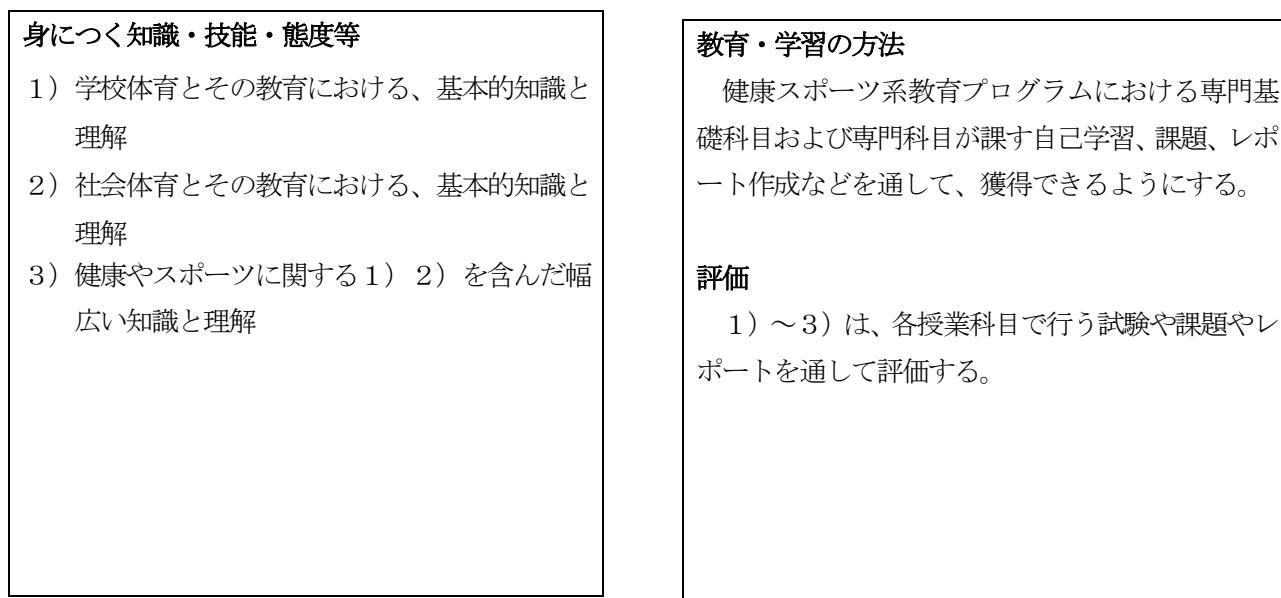 身につく知識・技能・態度等
1）学校体育とその教育における、基本的知識と
理解
2）社会体育とその教育における、基本的知識と
理解
3）健康やスポーツに関する1）2）を含んだ幅
広い知識と理解
教育・学習の方法
健康スポーツ系教育プログラムにおける専門基
礎科目および専門科目が課す自己学習、課題、レポ
ート作成などを通して、獲得できるようにする。
評価
1）～3）は、各授業科目で行う試験や課題やレ
ポートを通して評価する。